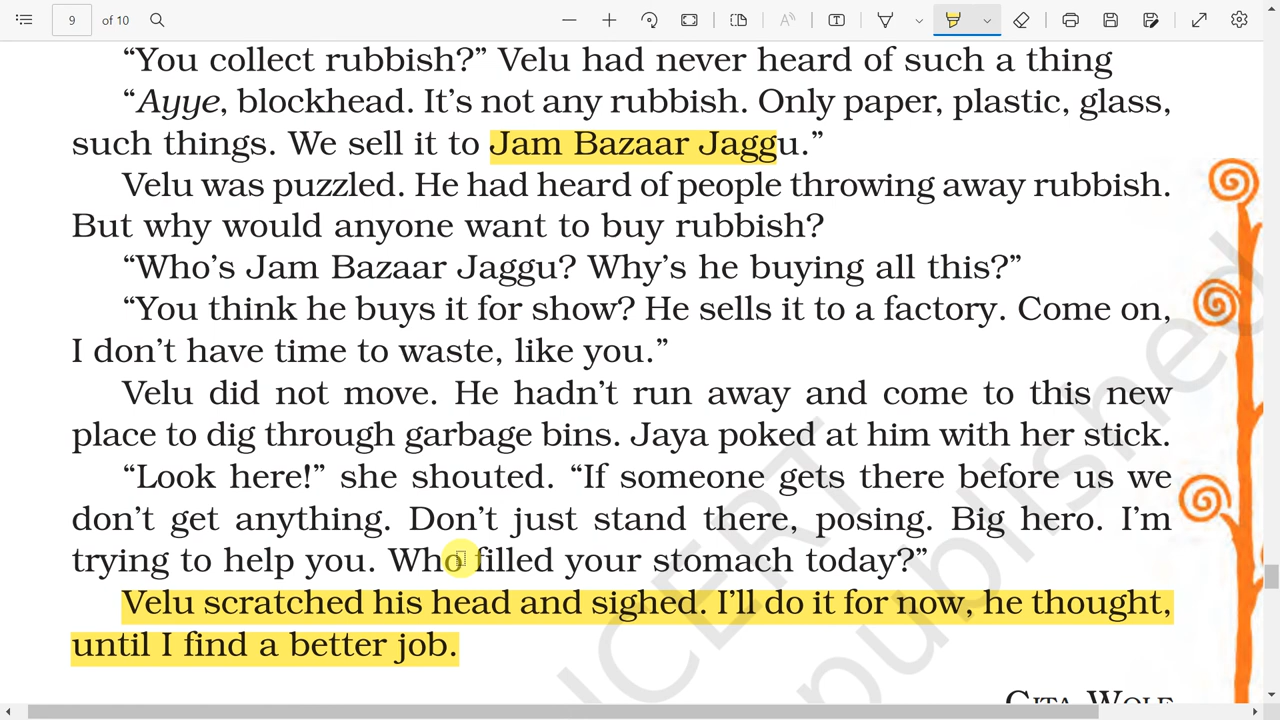 9 of 10
“You collect rubbish?” Velu had never heard of such a thing
“Ayye, blockhead. It’s not any rubbish. Only paper, plastic, glass,
such things. We sell it to Jam Bazaar Jaggu.”
Velu was puzzled. He had heard of people throwing away rubbish.
But why would anyone want to buy rubbish?
“Who’s Jam Bazaar Jaggu? Why’s he buying all this?”
“You think he buys it for show? He sells it to a factory. Come on,
I don’t have time to waste, like you.”
Velu did not move. He hadn’t run away and come to this new
place to dig through garbage bins. Jaya poked at him with her stick.
“Look here!” she shouted. “If someone gets there before us we
don’t get anything. Don’t just stand there, posing. Big hero. I’m
trying to help you. Who filled your stomach today?”
Velu scratched his head and sighed. I’ll do it for now, he thought,
until I find a better job.
NCERT
published